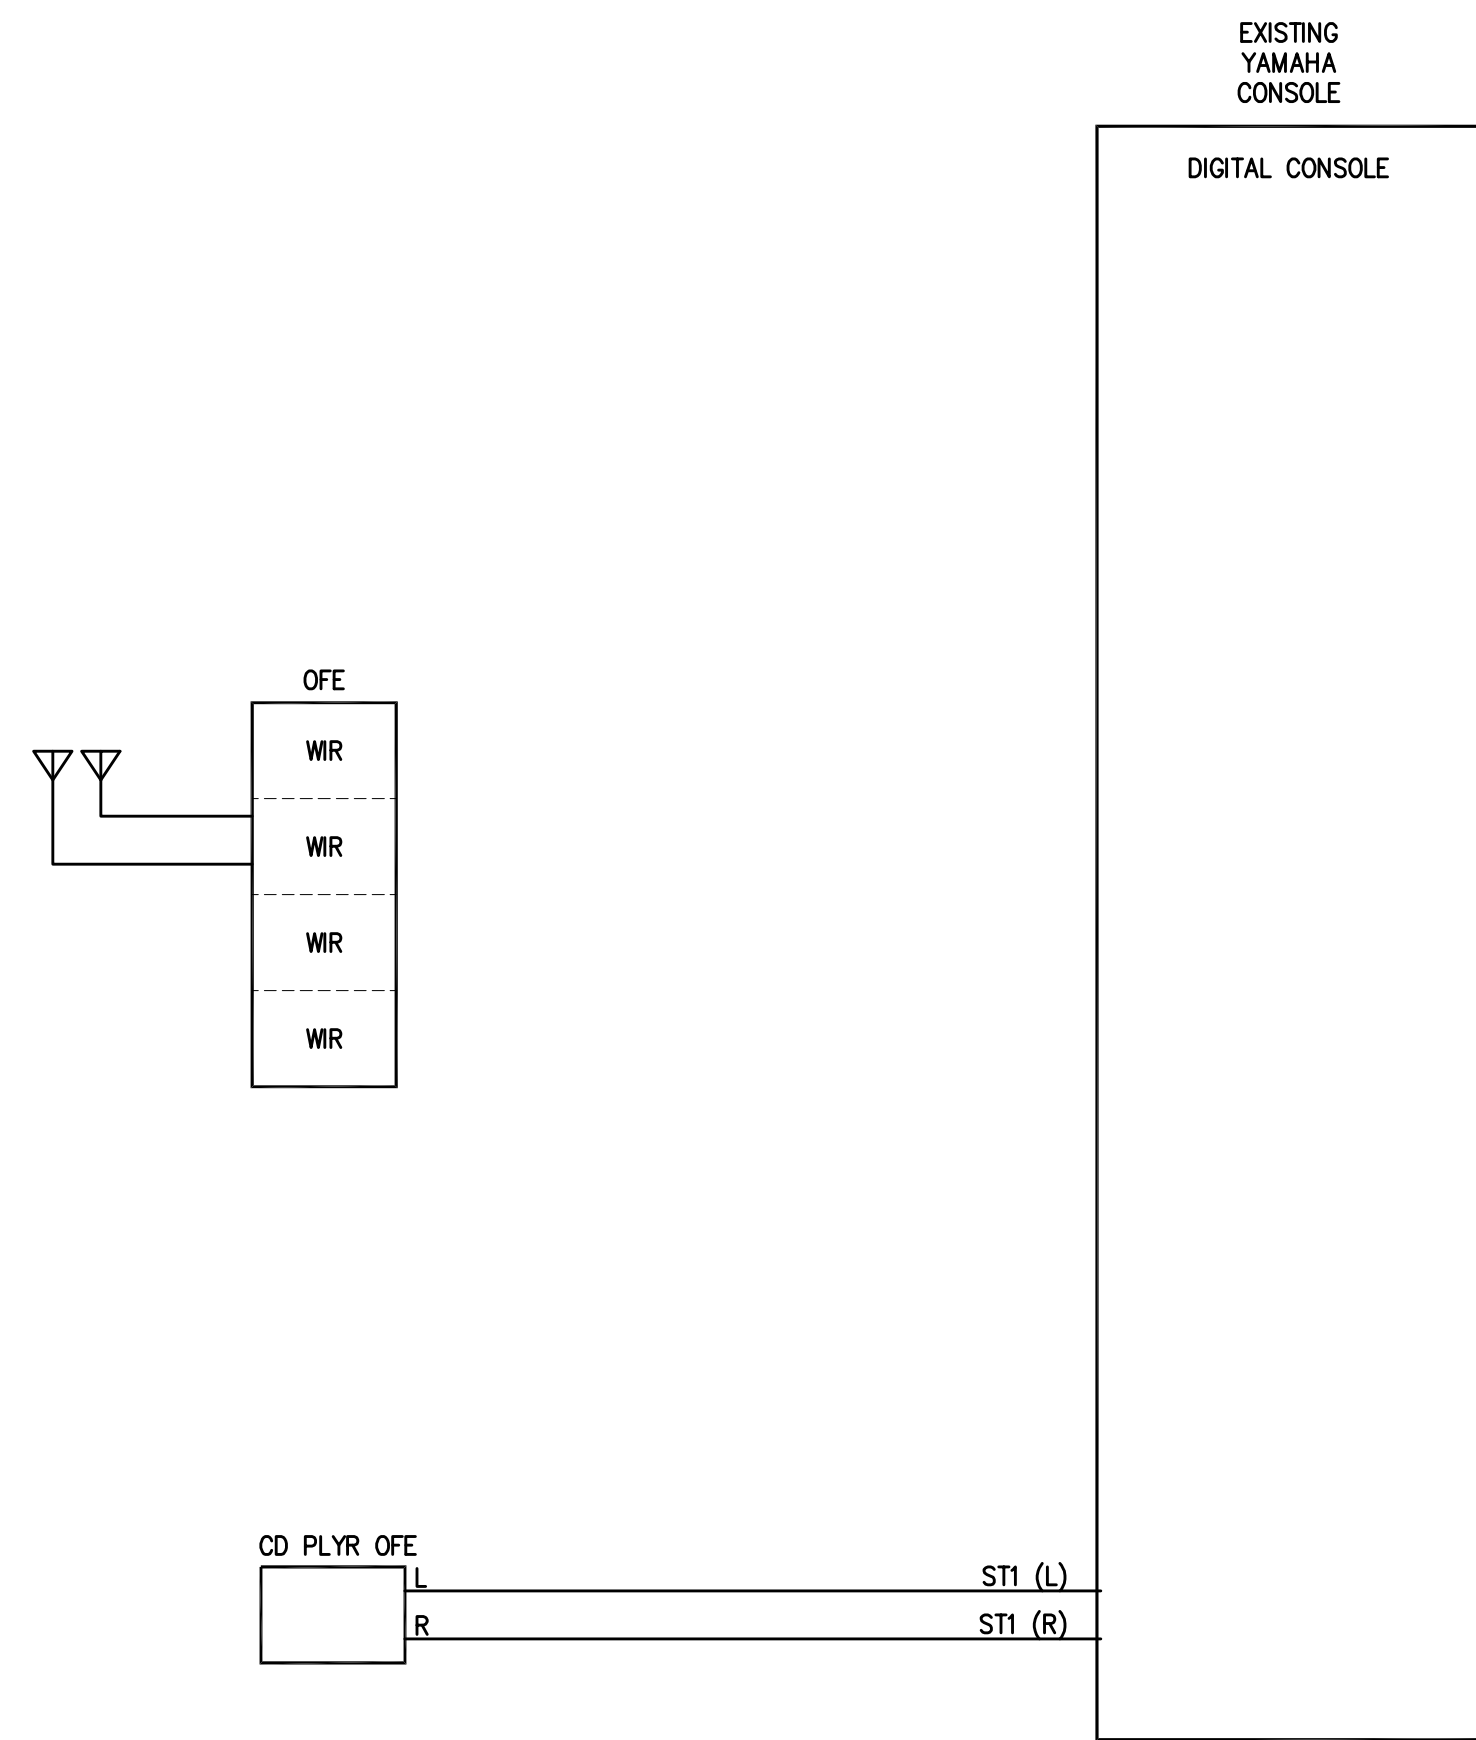 EXISTING
YAMAHA
CONSOLE
DIGITAL CONSOLE
OFE
WIR
WIR
WIR
WIR
CD PLYR OFE
L
ST1 (L)
R
ST1 (R)